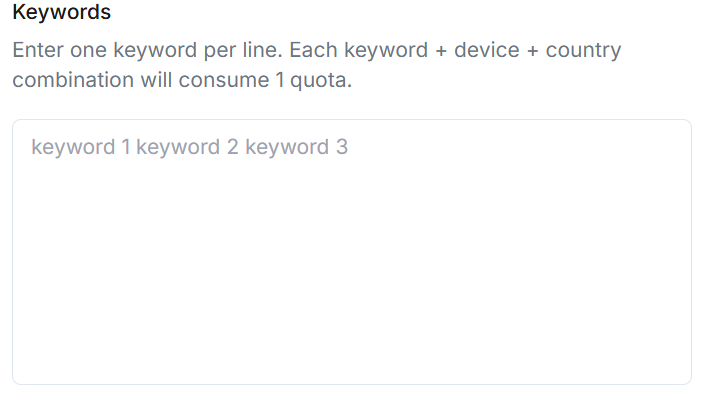 Keywords
Enter one keyword per line. Each keyword + device + country
combination will consume 1 quota.
keyword 1 keyword 2 keyword 3